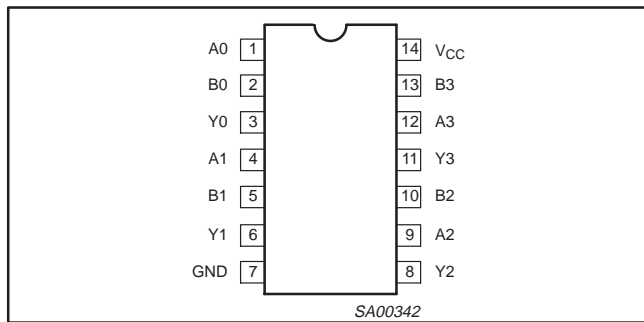 A0 1 14 VCC
B0 2 13 B3
Y0 3 12 A3
A1 4 11 Y3
B1 5 10 B2
Y1 6 9 A2
GND 7 8 Y2
SA00342